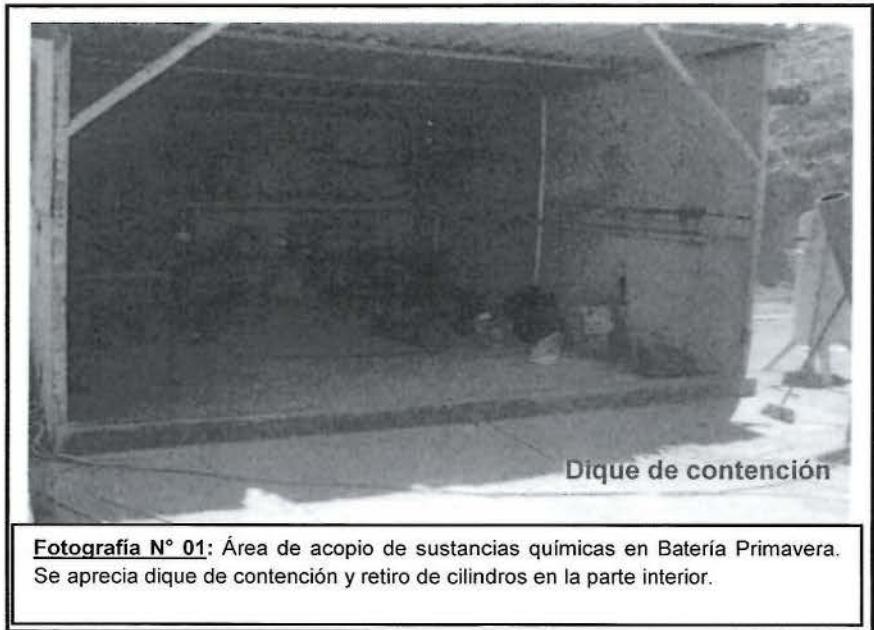 Dique de contención
Fotografía N° 01: Área de acopio de sustancias químicas en Batería Primavera.
Se aprecia dique de contención y retiro de cilindros en la parte interior.